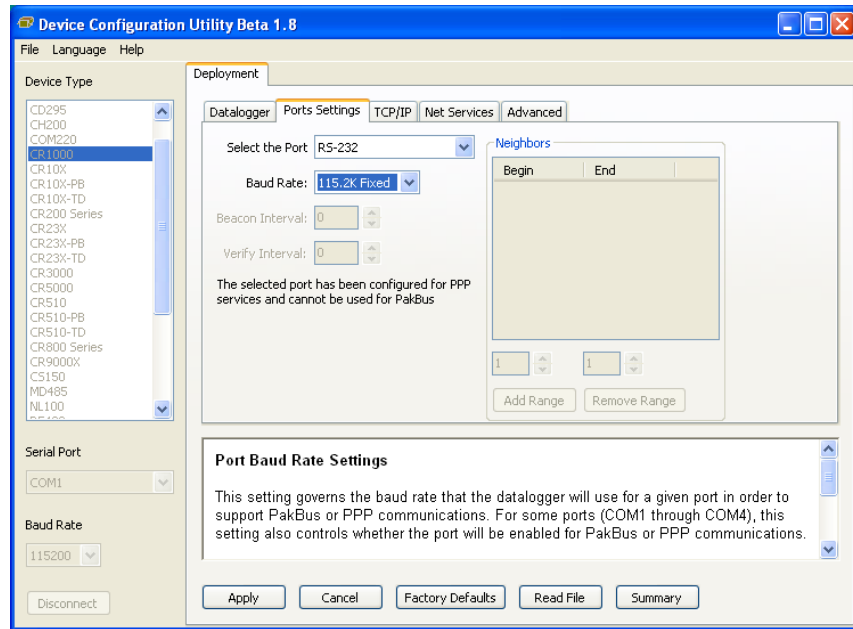 Device Configuration Utility Beta 1.8
File Language Help
Device Type
CD295
CH200
COM220
CR1000
CR10X
CR10X-PB
CR10X-TD
CR200 Series
CR23X
CR23X-PB
CR23X-TD
CR3000
CR5000
CR510
CR510-PB
CR510-TD
CR800 Series
CR9000X
CS150
MD485
NL100
Serial Port
COM1
Baud Rate
115200
Disconnect
Deployment
Datalogger Ports Settings TCP/IP Net Services Advanced
Select the Port RS-232
Baud Rate: 115.2K Fixed
Beacon Interval: 0
Verify Interval: 0
The selected port has been configured for PPP
services and cannot be used for PakBus
Neighbors
Begin End
1 1
Add Range Remove Range
Port Baud Rate Settings
This setting governs the baud rate that the datalogger will use for a given port in order to
support PakBus or PPP communications. For some ports (COM1 through COM4), this
setting also controls whether the port will be enabled for PakBus or PPP communications.
Apply Cancel Factory Defaults Read File Summary